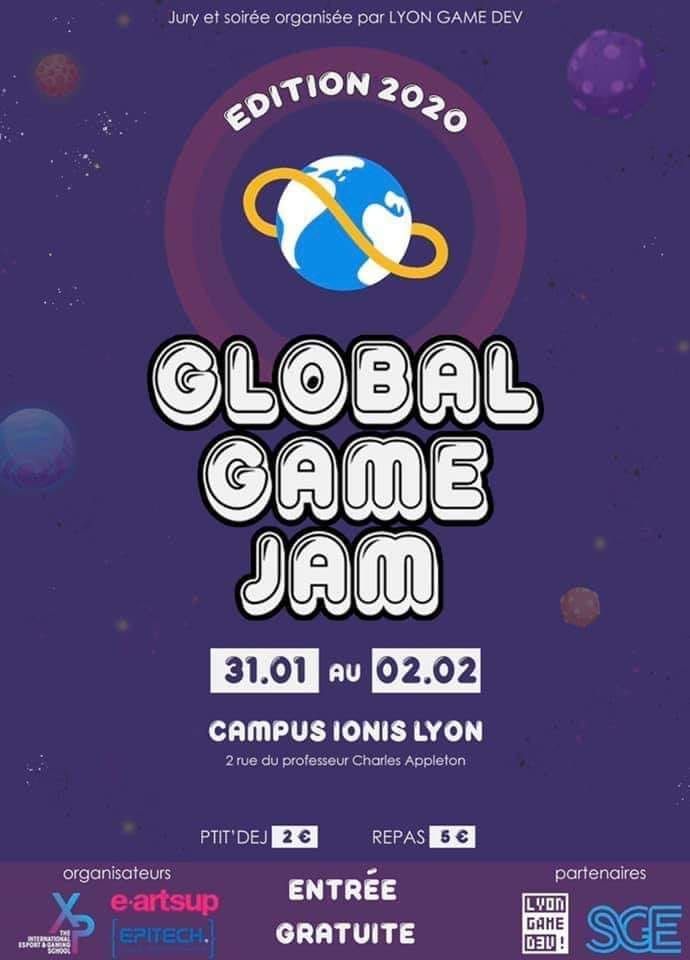 Jury et soirée organisée par LYON GAME DEV
EDITION 2020
GLOBAL
GAME
JAM
31.01 AU 02.02
CAMPUS IONIS LYON
2 rue du professeur Charles Appleton
PTIT'DEJ 2 € REPAS 5 €
organisateurs
XP
THE
INTERNATIONAL
ESPORT & GAMING
SCHOOL
e·artsup
[EPITECH.]
ENTRÉE
GRATUITE
partenaires
LYON
GAME
DEV!
SGE